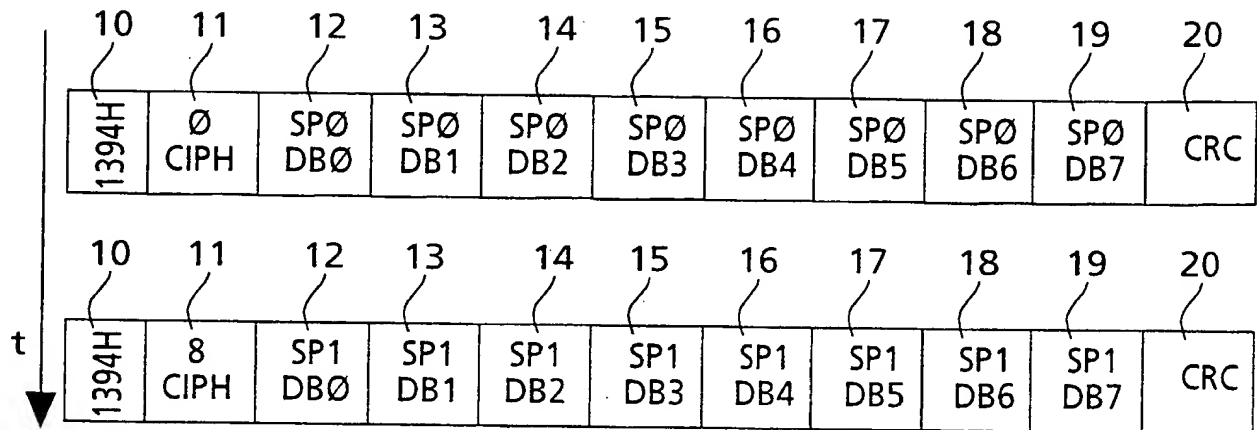 10 11 12 13 14 15 16 17 18 19 20
1394H Ø CIPH SPØ DBØ SPØ DB1 SPØ DB2 SPØ DB3 SPØ DB4 SPØ DB5 SPØ DB6 SPØ DB7 CRC
10 11 12 13 14 15 16 17 18 19 20
t
1394H 8 CIPH SP1 DBØ SP1 DB1 SP1 DB2 SP1 DB3 SP1 DB4 SP1 DB5 SP1 DB6 SP1 DB7 CRC